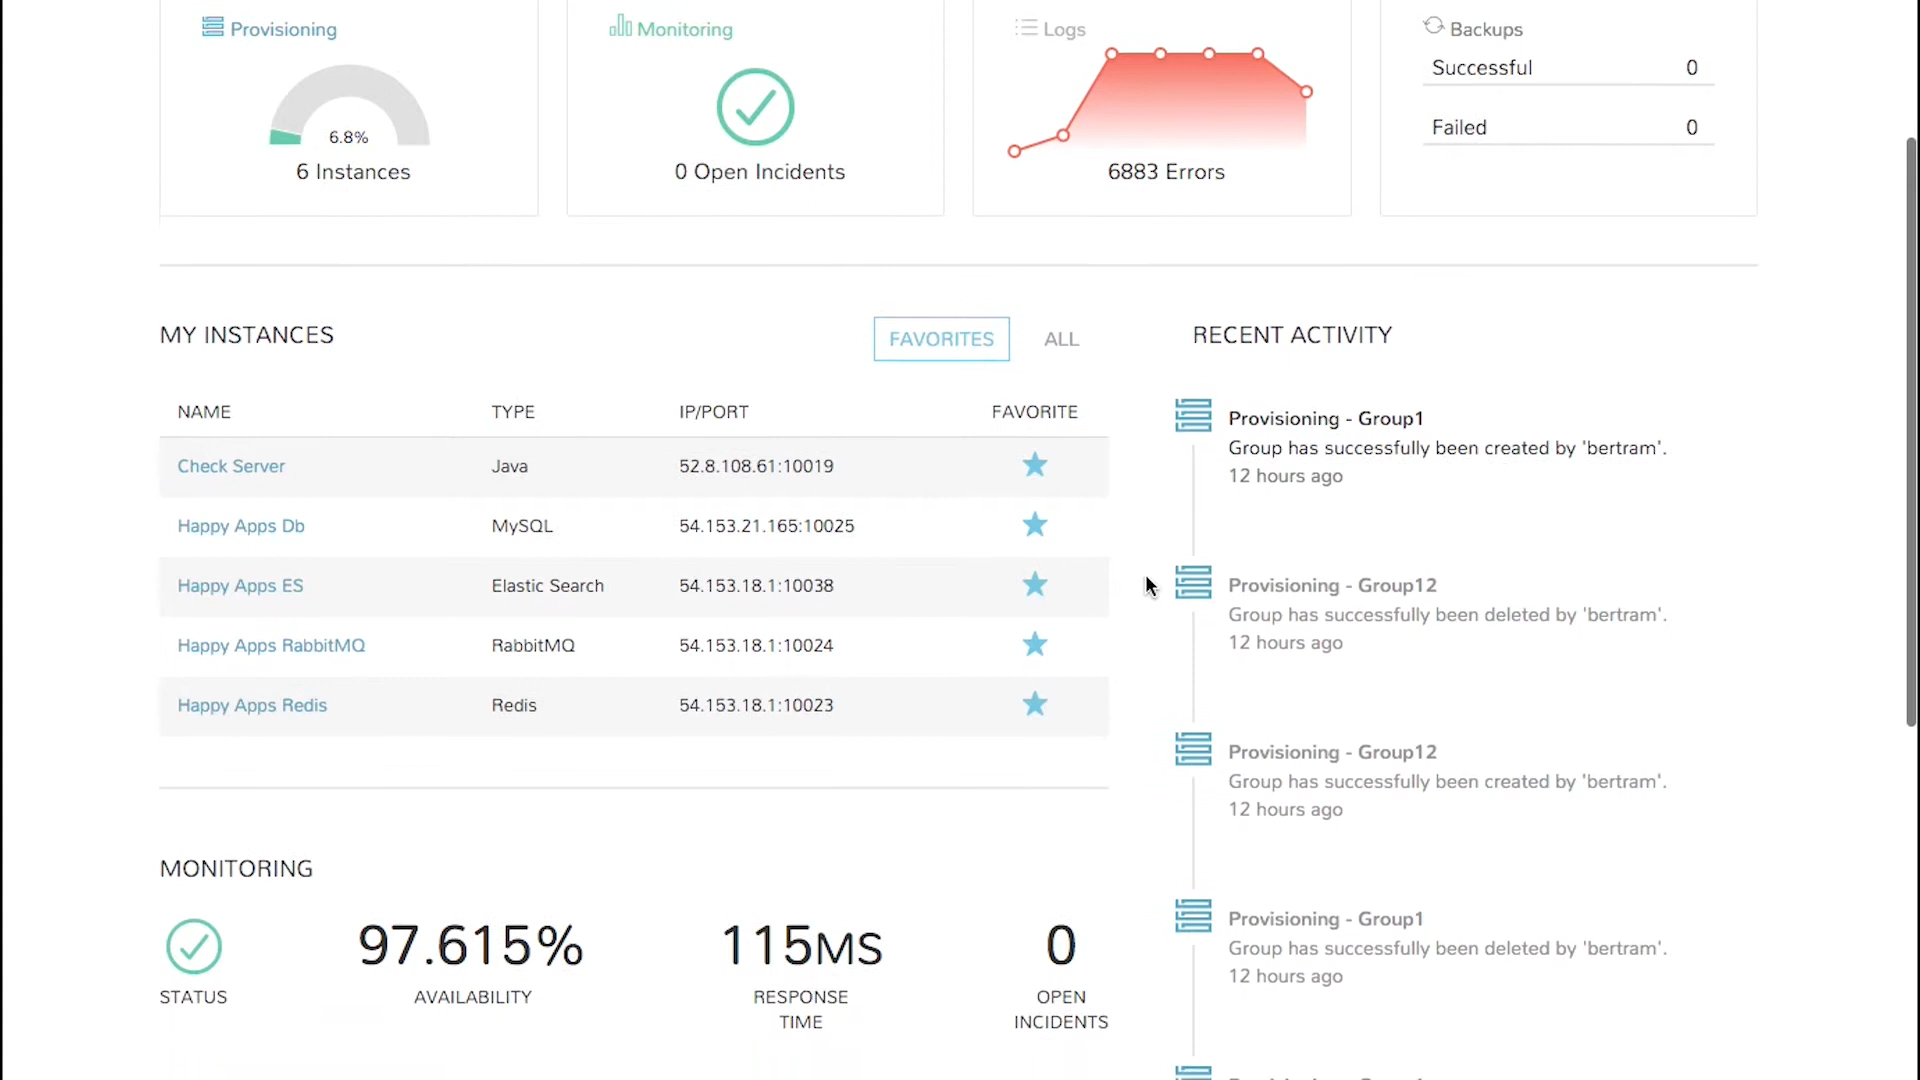 Provisioning
6.8%
6 Instances
Monitoring
0 Open Incidents
Logs
6883 Errors
Backups
Successful 0
Failed 0
MY INSTANCES
FAVORITES ALL
NAME TYPE IP/PORT FAVORITE
Check Server Java 52.8.108.61:10019
Happy Apps Db MySQL 54.153.21.165:10025
Happy Apps ES Elastic Search 54.153.18.1:10038
Happy Apps RabbitMQ RabbitMQ 54.153.18.1:10024
Happy Apps Redis Redis 54.153.18.1:10023
MONITORING
STATUS
97.615%
AVAILABILITY
115MS
RESPONSE
TIME
0
OPEN
INCIDENTS
RECENT ACTIVITY
Provisioning - Group1
Group has successfully been created by 'bertram'.
12 hours ago
Provisioning - Group12
Group has successfully been deleted by 'bertram'.
12 hours ago
Provisioning - Group12
Group has successfully been created by 'bertram'.
12 hours ago
Provisioning - Group1
Group has successfully been deleted by 'bertram'.
12 hours ago